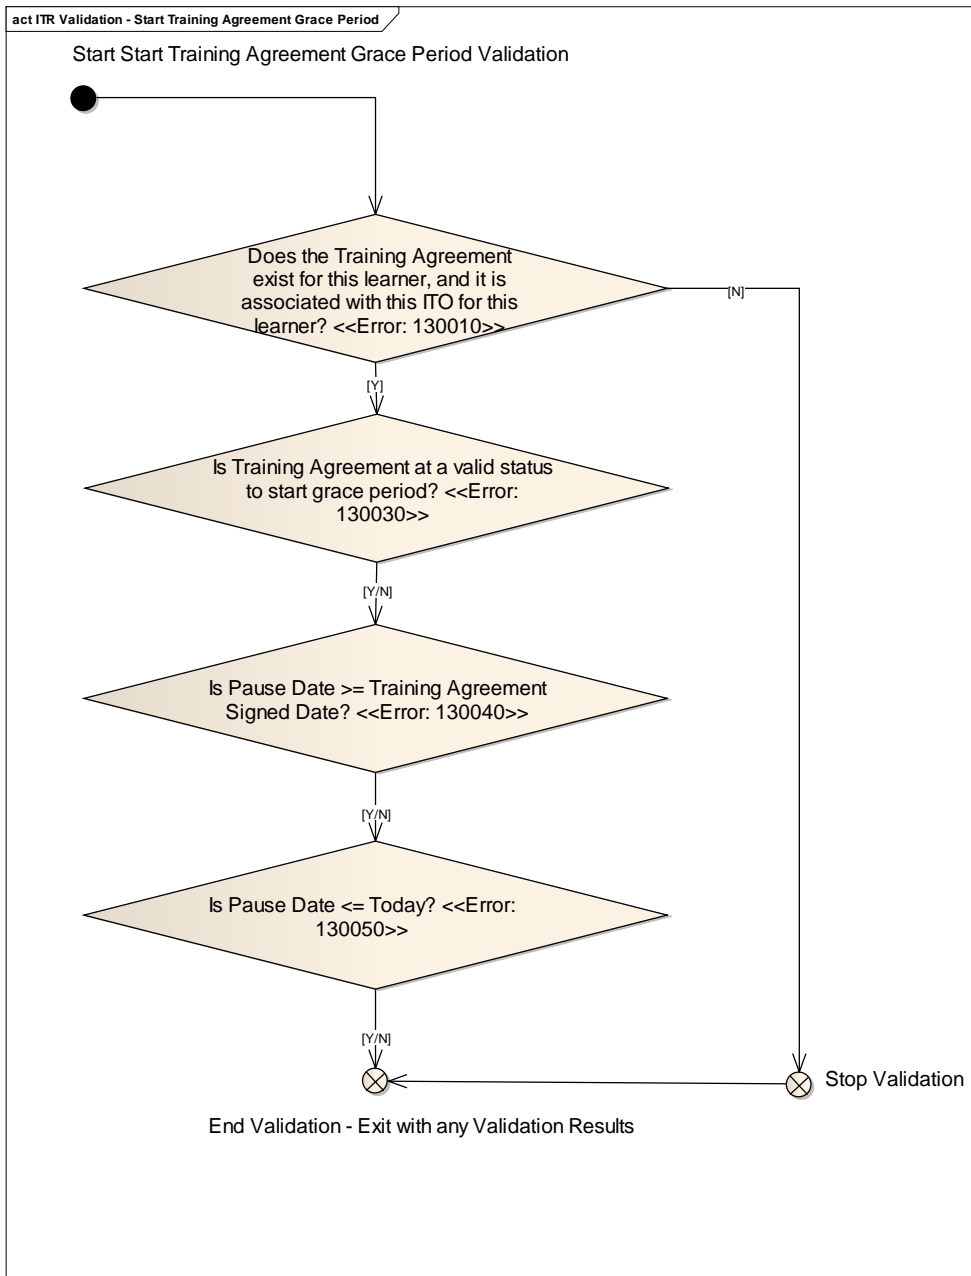 act ITR Validation - Start Training Agreement Grace Period
Start Start Training Agreement Grace Period Validation
Does the Training Agreement
exist for this learner, and it is
associated with this ITO for this
learner? <<Error: 130010>>
[N]
[Y]
Is Training Agreement at a valid status
to start grace period? <<Error:
130030>>
[Y/N]
Is Pause Date >= Training Agreement
Signed Date? <<Error: 130040>>
[Y/N]
Is Pause Date <= Today? <<Error:
130050>>
[Y/N]
Stop Validation
End Validation - Exit with any Validation Results